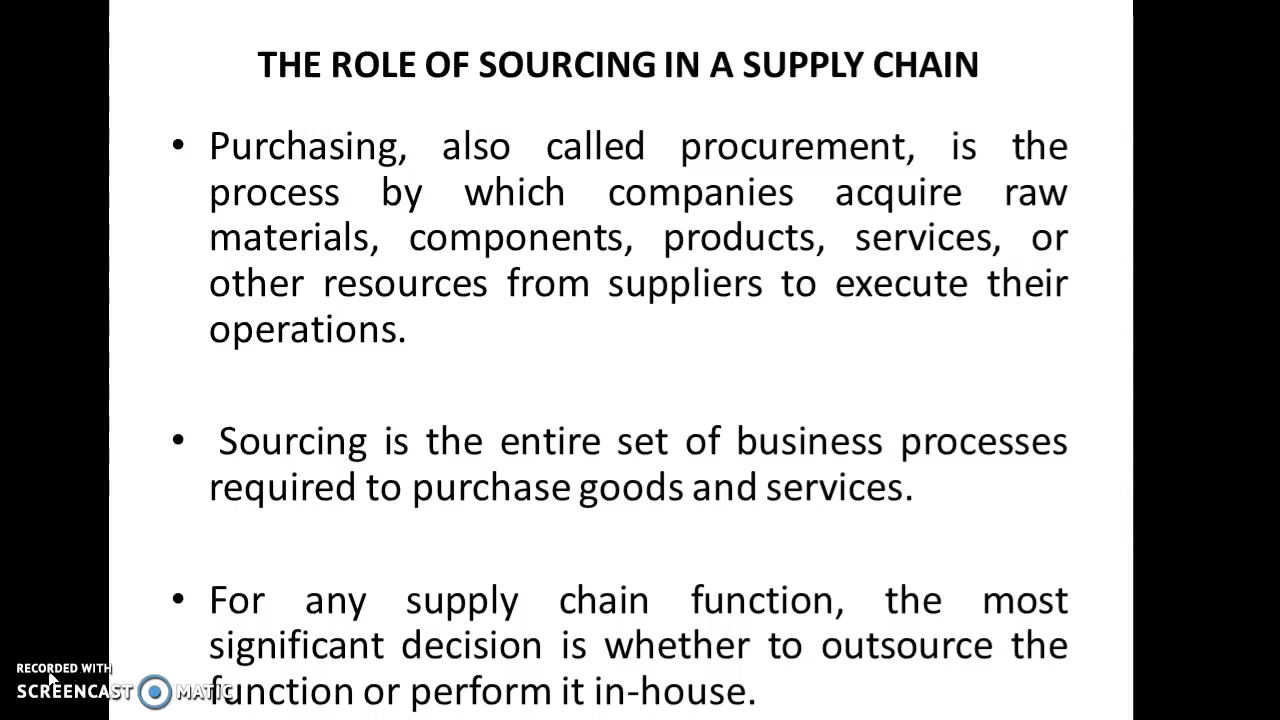 THE ROLE OF SOURCING IN A SUPPLY CHAIN
• Purchasing, also called procurement, is the
process by which companies acquire raw
materials, components, products, services, or
other resources from suppliers to execute their
operations.
• Sourcing is the entire set of business processes
required to purchase goods and services.
• For any supply chain function, the most
significant decision is whether to outsource the
function or perform it in-house.
RECORDED WITH
SCREENCAST MATIC